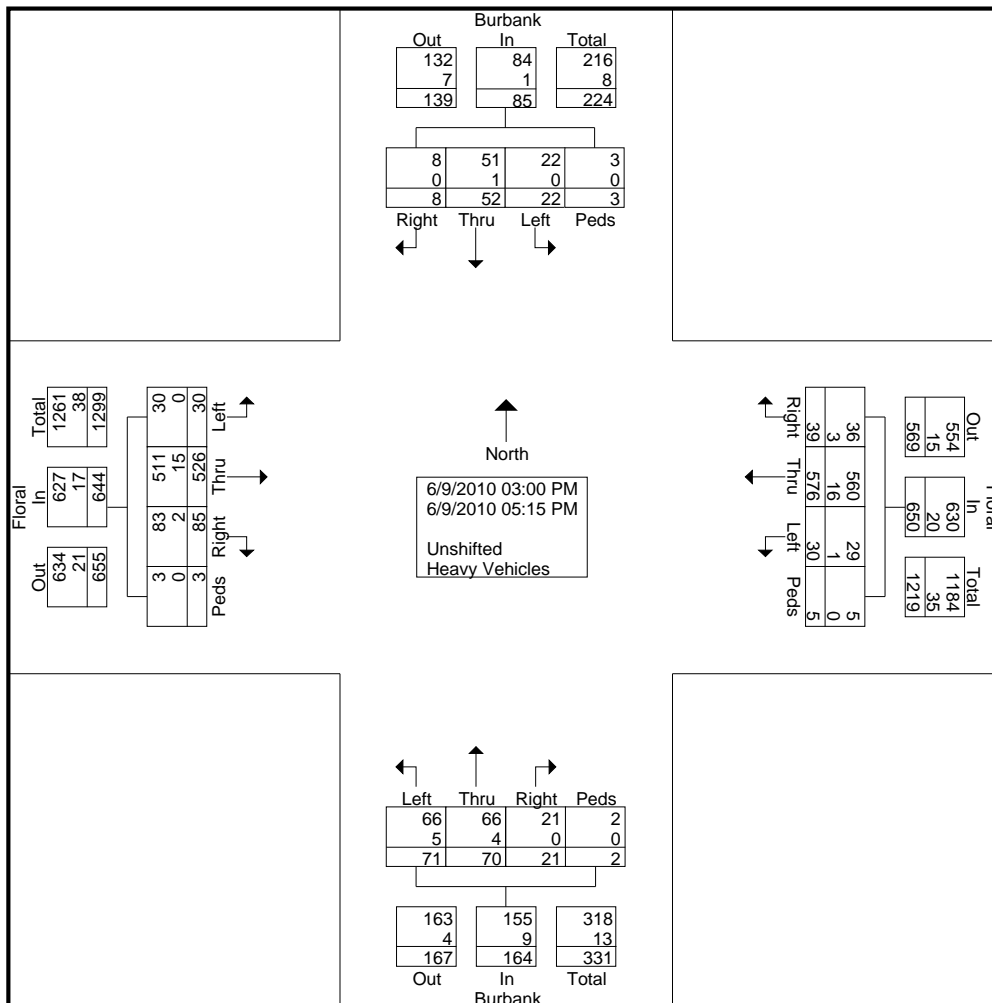 Burbank
Out In Total
132 84 216
7 1 8
139 85 224
8 51 22 3
0 1 0 0
8 52 22 3
Right Thru Left Peds
Total
1261
38
1299
Floral
In
627
17
644
Out
634
21
655
30
0
30
Left
511
15
526
Thru
83
2
85
Right
3
0
3
Peds
North
6/9/2010 03:00 PM
6/9/2010 05:15 PM
Unshifted
Heavy Vehicles
Right
36
3
39
Thru
560
16
576
Left
29
1
30
Peds
5
0
5
Out
554
15
569
Floral
In
630
20
650
Total
1184
35
1219
Left Thru Right Peds
66 66 21 2
5 4 0 0
71 70 21 2
163 155 318
4 9 13
167 164 331
Out In Total
Burbank